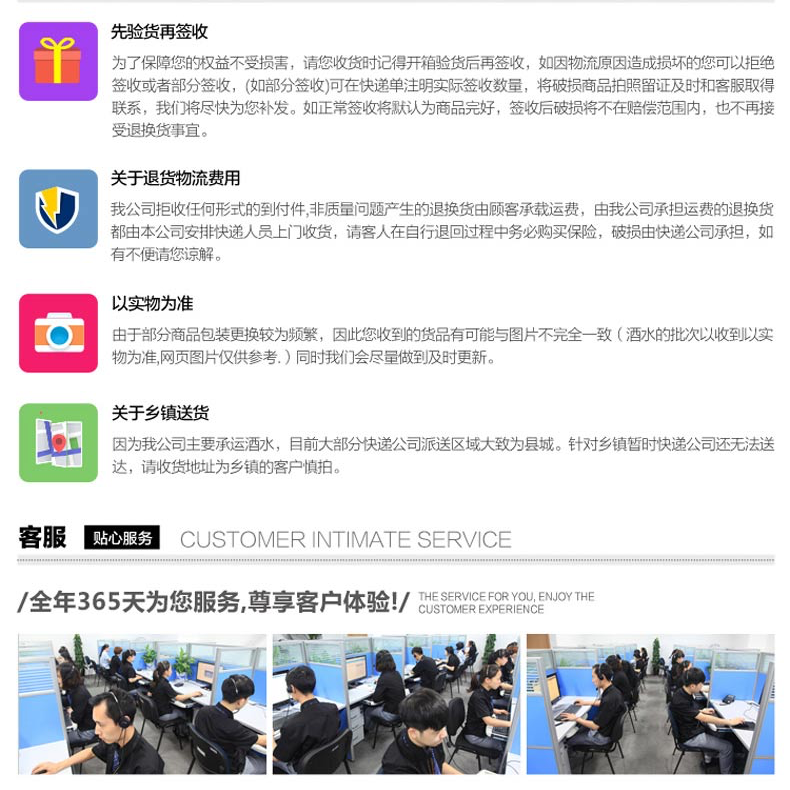 先验货再签收
为了保障您的权益不受损害，请您收货时记得开箱验货后再签收，如因物流原因造成损坏的您可以拒绝
签收或者部分签收，(如部分签收)可在快递单注明实际签收数量，将破损商品拍照留证及时和客服取得
联系，我们将尽快为您补发。如正常签收将默认为商品完好，签收后破损将不在赔偿范围内，也不再接
受退换货事宜。
关于退货物流费用
我公司拒收任何形式的到付件,非质量问题产生的退换货由顾客承载运费，由我公司承担运费的退换货
都由本公司安排快递人员上门收货，请客人在自行退回过程中务必购买保险，破损由快递公司承担，如
有不便请您谅解。
以实物为准
由于部分商品包装更换较为频繁，因此您收到的货品有可能与图片不完全一致（酒水的批次以收到以实
物为准,网页图片仅供参考.）同时我们会尽量做到及时更新。
关于乡镇送货
因为我公司主要承运酒水，目前大部分快递公司派送区域大致为县城。针对乡镇暂时快递公司还无法送
达，请收货地址为乡镇的客户慎拍。
客服 贴心服务 CUSTOMER INTIMATE SERVICE
/全年365天为您服务,尊享客户体验!/ THE SERVICE FOR YOU, ENJOY THE
CUSTOMER EXPERIENCE